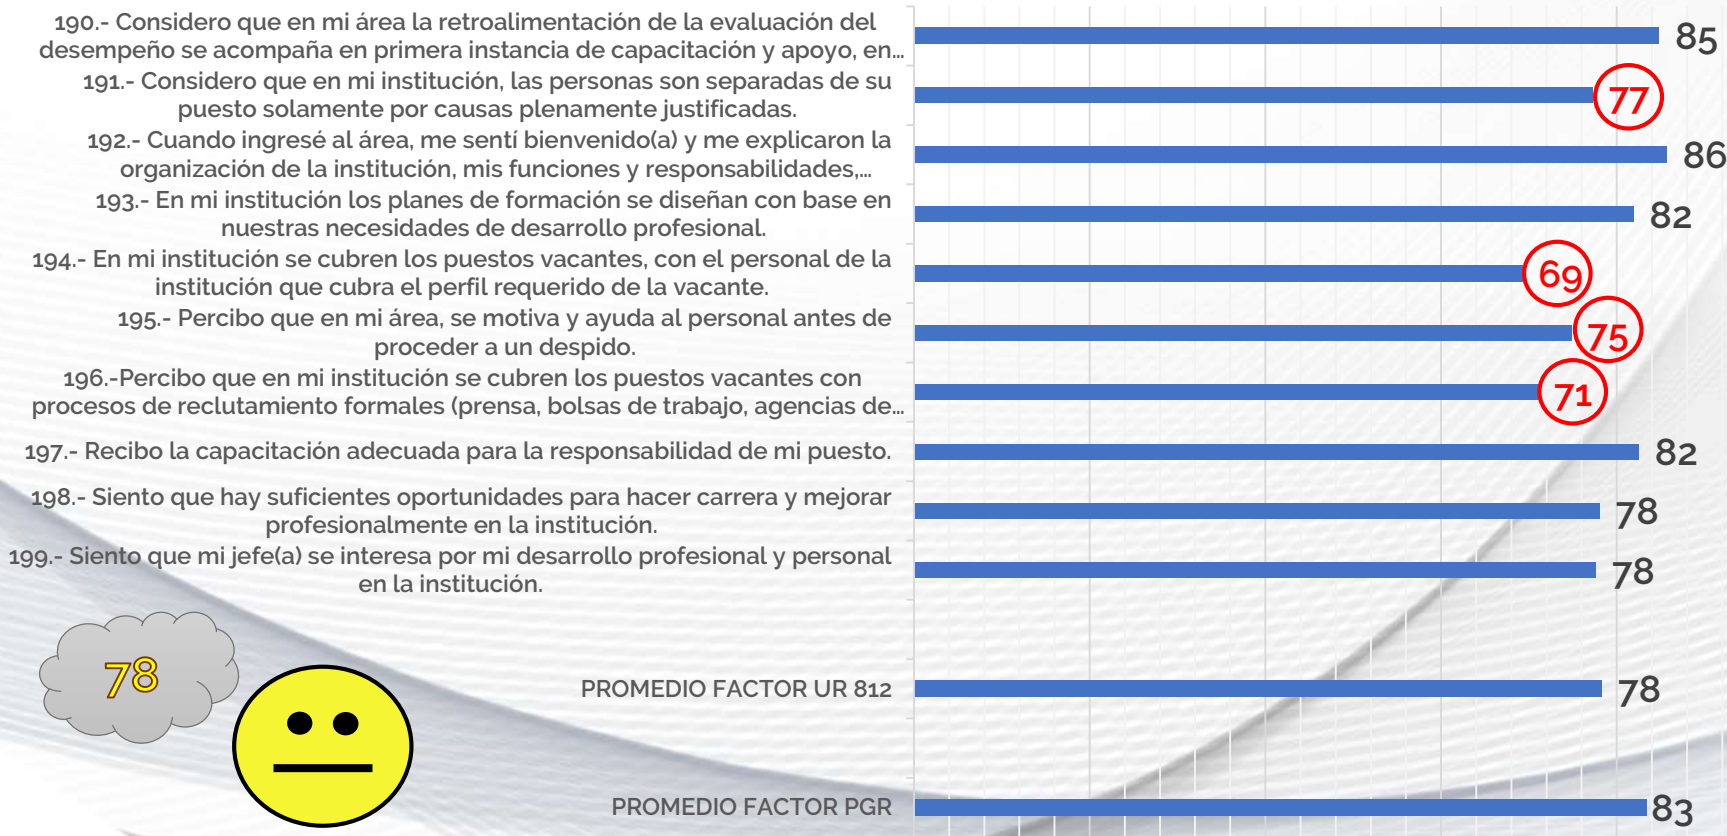 190.- Considero que en mi área la retroalimentación de la evaluación del
desempeño se acompaña en primera instancia de capacitación y apoyo, en…
85
191.- Considero que en mi institución, las personas son separadas de su
puesto solamente por causas plenamente justificadas.
77
192.- Cuando ingresé al área, me sentí bienvenido(a) y me explicaron la
organización de la institución, mis funciones y responsabilidades,…
86
193.- En mi institución los planes de formación se diseñan con base en
nuestras necesidades de desarrollo profesional.
82
194.- En mi institución se cubren los puestos vacantes, con el personal de la
institución que cubra el perfil requerido de la vacante.
69
195.- Percibo que en mi área, se motiva y ayuda al personal antes de
proceder a un despido.
75
196.-Percibo que en mi institución se cubren los puestos vacantes con
procesos de reclutamiento formales (prensa, bolsas de trabajo, agencias de…
71
197.- Recibo la capacitación adecuada para la responsabilidad de mi puesto.
82
198.- Siento que hay suficientes oportunidades para hacer carrera y mejorar
profesionalmente en la institución.
78
199.- Siento que mi jefe(a) se interesa por mi desarrollo profesional y personal
en la institución.
78
78
PROMEDIO FACTOR UR 812
78
PROMEDIO FACTOR PGR
83